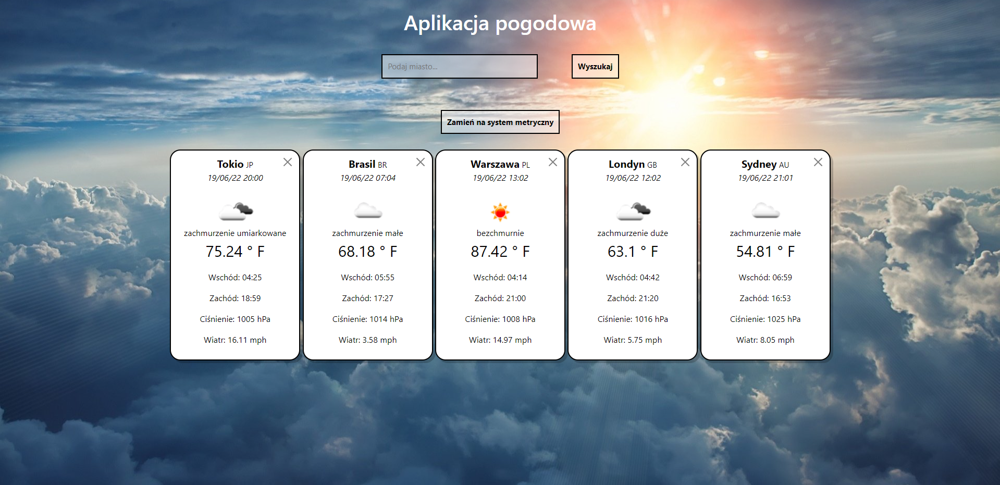 Aplikacja pogodowa
Podaj miasto...
Wyszukaj
Zamień na system metryczny
Tokio JP
19/06/22 20:00
zachmurzenie umiarkowane
75.24 ° F
Wschód: 04:25
Zachód: 18:59
Ciśnienie: 1005 hPa
Wiatr: 16.11 mph
Brasil BR
19/06/22 07:04
zachmurzenie małe
68.18 ° F
Wschód: 05:55
Zachód: 17:27
Ciśnienie: 1014 hPa
Wiatr: 3.58 mph
Warszawa PL
19/06/22 13:02
bezchmurnie
87.42 ° F
Wschód: 04:14
Zachód: 21:00
Ciśnienie: 1008 hPa
Wiatr: 14.97 mph
Londyn GB
19/06/22 12:02
zachmurzenie duże
63.1 ° F
Wschód: 04:42
Zachód: 21:20
Ciśnienie: 1016 hPa
Wiatr: 5.75 mph
Sydney AU
19/06/22 21:01
zachmurzenie małe
54.81 ° F
Wschód: 06:59
Zachód: 16:53
Ciśnienie: 1025 hPa
Wiatr: 8.05 mph